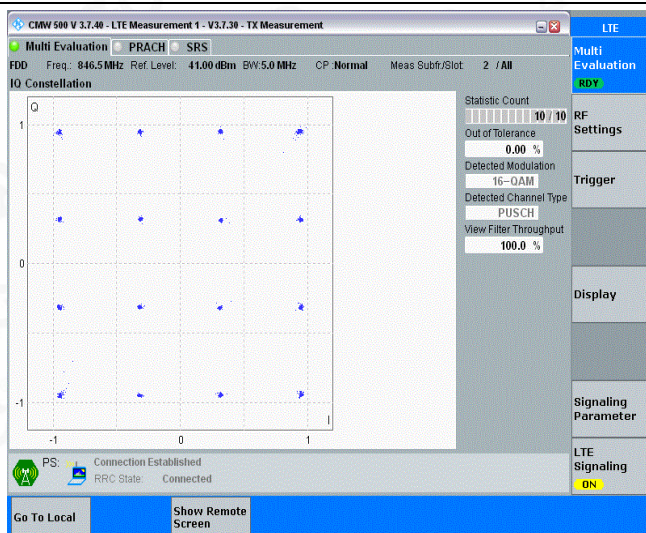 CMW 500 V 3.7.40 - LTE Measurement 1 - V3.7.30 - TX Measurement
LTE
Multi Evaluation PRACH SRS
FDD Freq.: 846.5 MHz Ref. Level: 41.00 dBm BW:5.0 MHz CP :Normal Meas Subfr./Slot: 2 / All
IQ Constellation
Q
1
0
-1
I
-1 0 1
Statistic Count
10 / 10
Out of Tolerance
0.00 %
Detected Modulation
16-QAM
Detected Channel Type
PUSCH
View Filter Throughput
100.0 %
Multi
Evaluation
RDY
RF
Settings
Trigger
Display
Signaling
Parameter
LTE
Signaling
ON
PS: Connection Established
RRC State: Connected
Go To Local
Show Remote
Screen